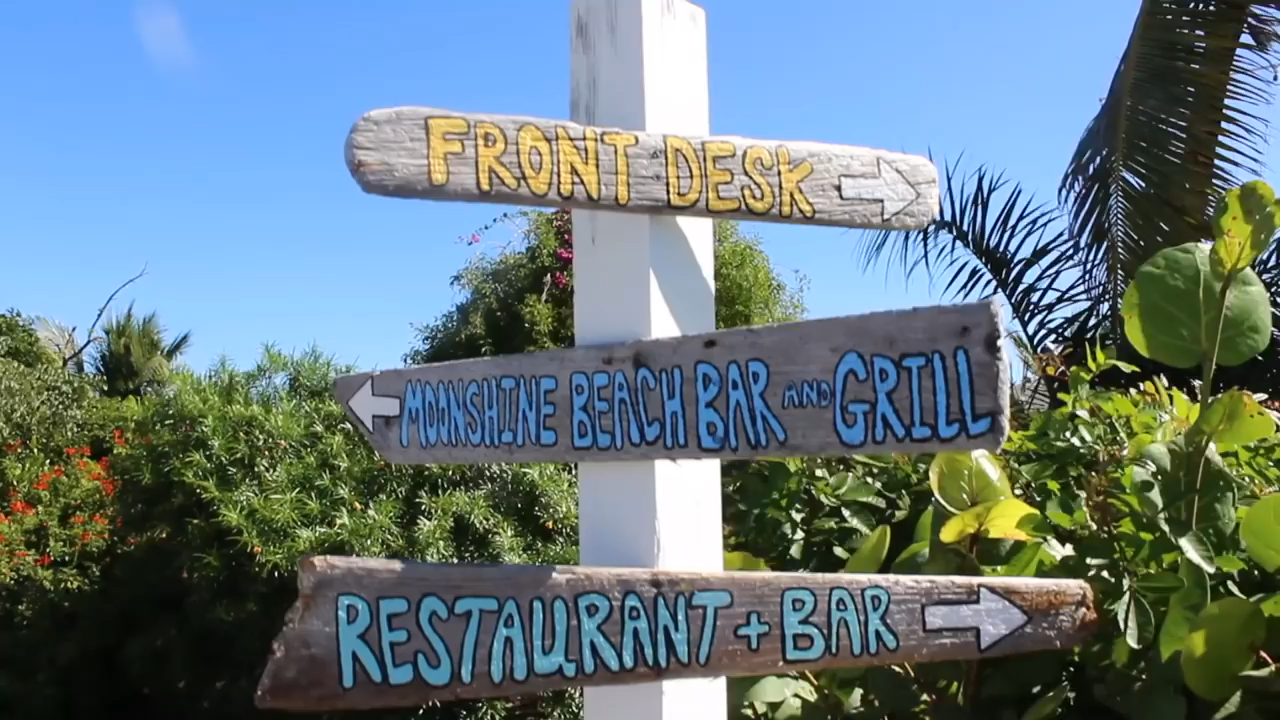 FRONT DESK
MOONSHINE BEACH BAR AND GRILL
RESTAURANT + BAR